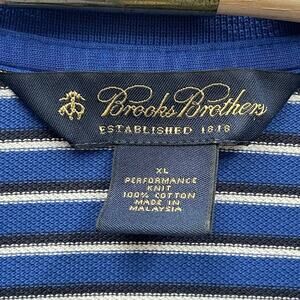 Brooks Brothers
ESTABLISHED 1818
XL
PERFORMANCE
KNIT
100% COTTON
MADE IN
MALAYSIA